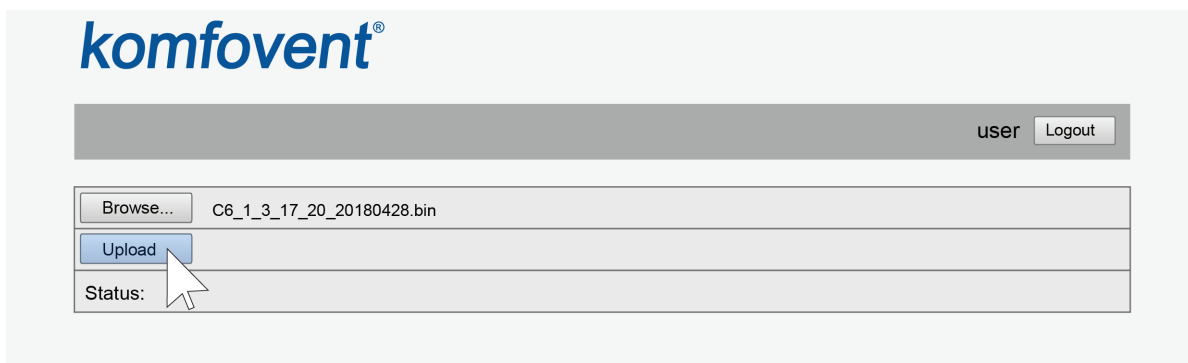 komfovent®
user Logout
Browse... C6_1_3_17_20_20180428.bin
Upload
Status: